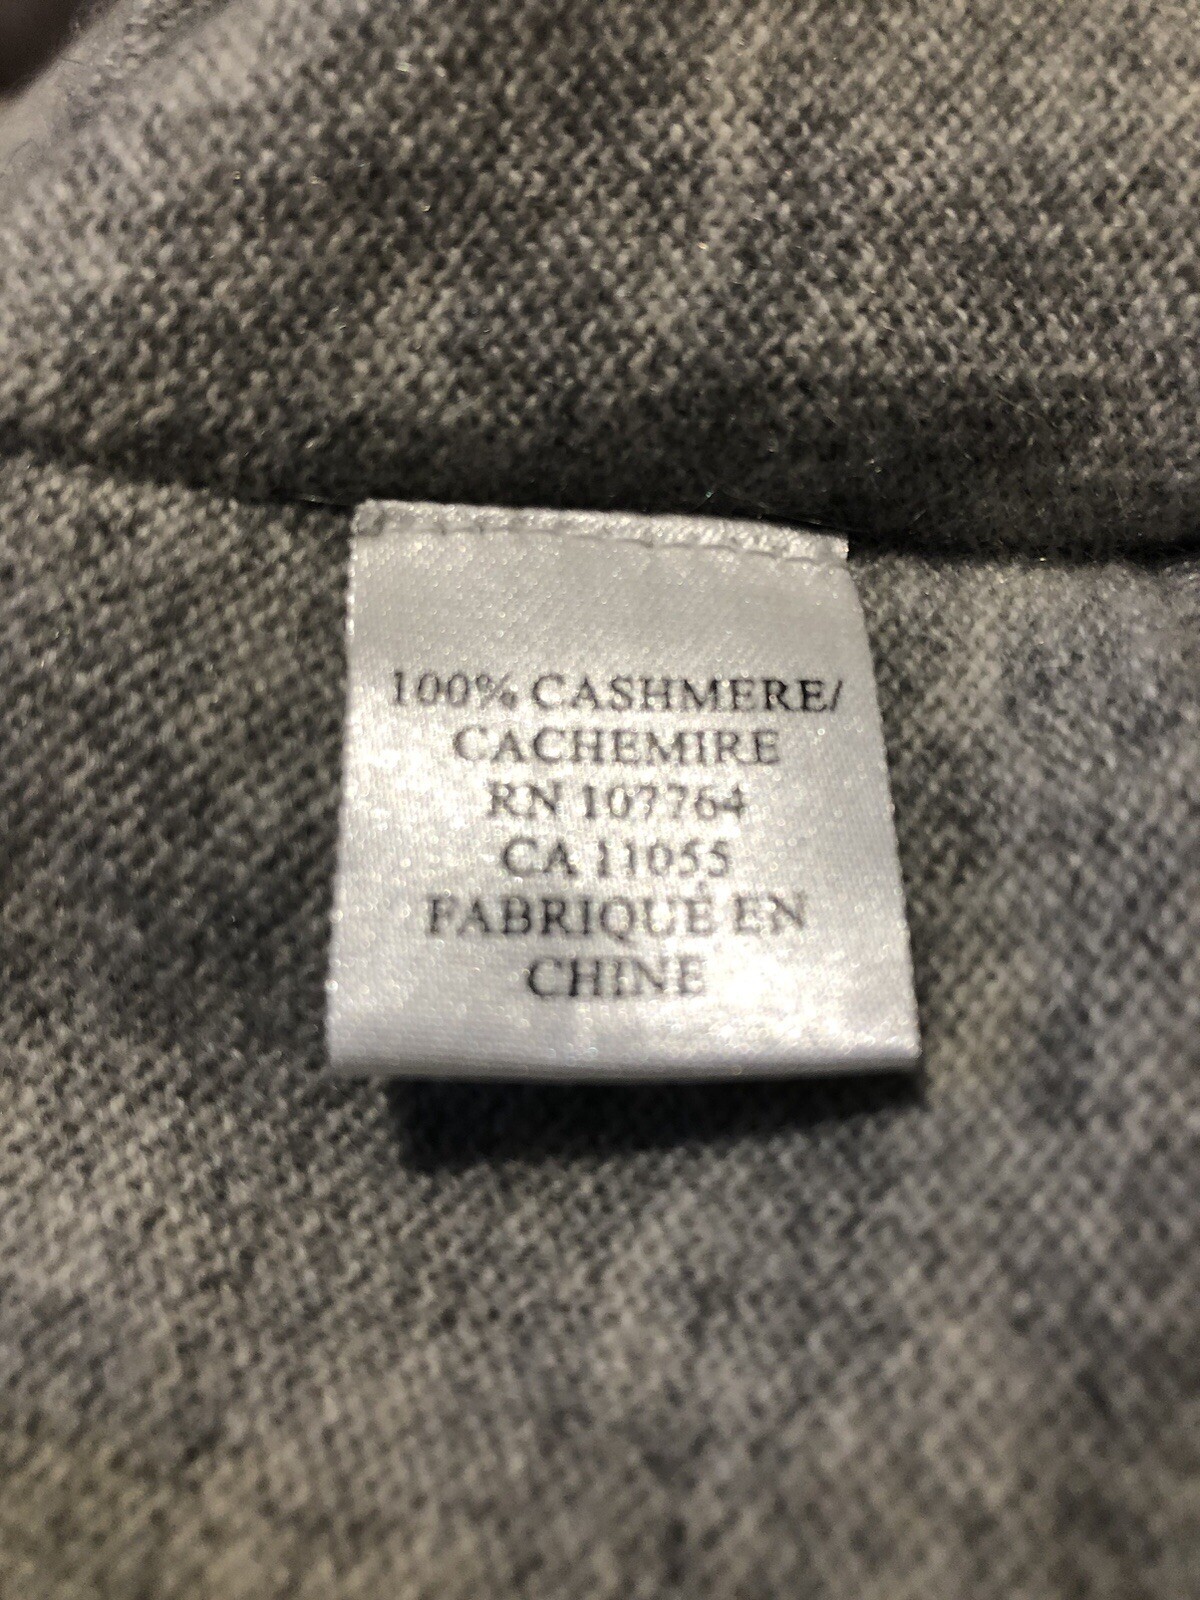 100% CASHMERE/
CACHEMIRE
RN 107764
CA 11055
FABRIQUÉ EN
CHINE